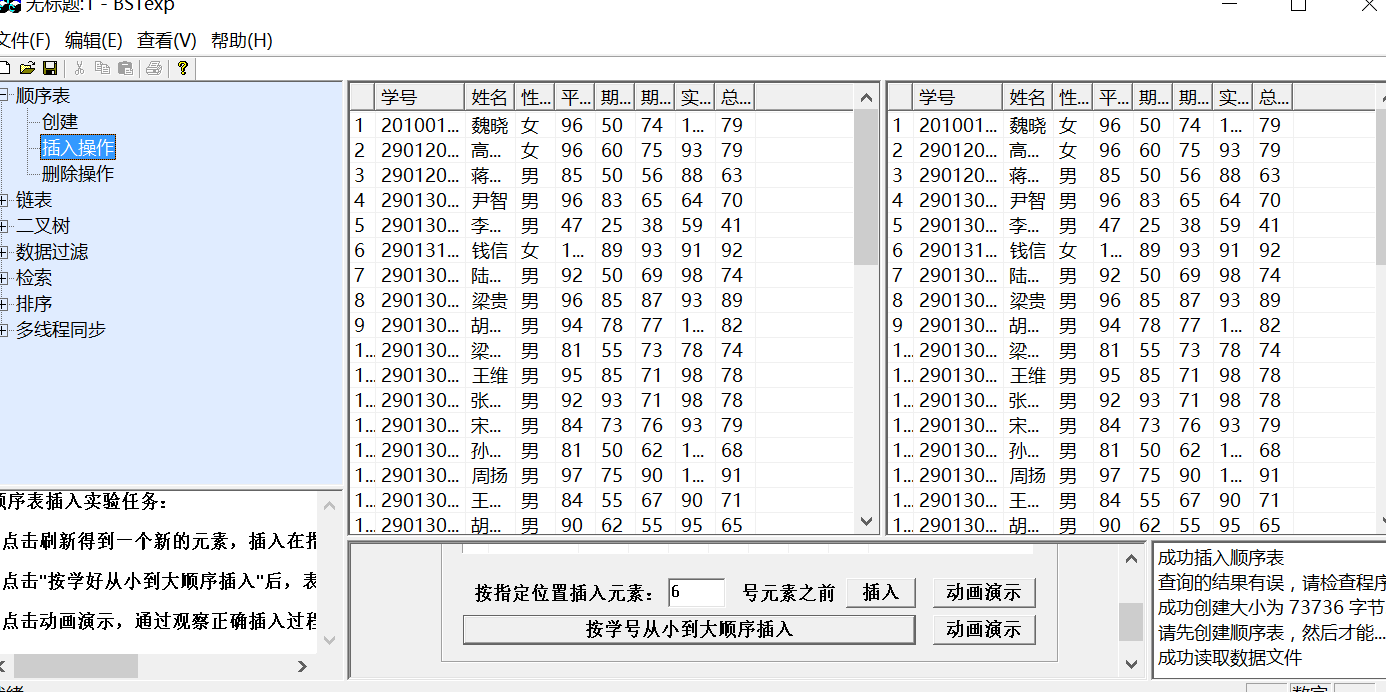 无标题:1 - BSTexp
文件(F) 编辑(E) 查看(V) 帮助(H)
顺序表
创建
插入操作
删除操作
链表
二叉树
数据过滤
检索
排序
多线程同步
学号 姓名 性... 平... 期... 期... 实... 总...
1 201001... 魏晓 女 96 50 74 1... 79
2 290120... 高... 女 96 60 75 93 79
3 290120... 蒋... 男 85 50 56 88 63
4 290130... 尹智 男 96 83 65 64 70
5 290130... 李... 男 47 25 38 59 41
6 290131... 钱信 女 1... 89 93 91 92
7 290130... 陆... 男 92 50 69 98 74
8 290130... 梁贵 男 96 85 87 93 89
9 290130... 胡... 男 94 78 77 1... 82
1... 290130... 梁... 男 81 55 73 78 74
1... 290130... 王维 男 95 85 71 98 78
1... 290130... 张... 男 92 93 71 98 78
1... 290130... 宋... 男 84 73 76 93 79
1... 290130... 孙... 男 81 50 62 1... 68
1... 290130... 周扬 男 97 75 90 1... 91
1... 290130... 王... 男 84 55 67 90 71
1... 290130... 胡... 男 90 62 55 95 65
学号 姓名 性... 平... 期... 期... 实... 总...
1 201001... 魏晓 女 96 50 74 1... 79
2 290120... 高... 女 96 60 75 93 79
3 290120... 蒋... 男 85 50 56 88 63
4 290130... 尹智 男 96 83 65 64 70
5 290130... 李... 男 47 25 38 59 41
6 290131... 钱信 女 1... 89 93 91 92
7 290130... 陆... 男 92 50 69 98 74
8 290130... 梁贵 男 96 85 87 93 89
9 290130... 胡... 男 94 78 77 1... 82
1... 290130... 梁... 男 81 55 73 78 74
1... 290130... 王维 男 95 85 71 98 78
1... 290130... 张... 男 92 93 71 98 78
1... 290130... 宋... 男 84 73 76 93 79
1... 290130... 孙... 男 81 50 62 1... 68
1... 290130... 周扬 男 97 75 90 1... 91
1... 290130... 王... 男 84 55 67 90 71
1... 290130... 胡... 男 90 62 55 95 65
顺序表插入实验任务：
点击刷新得到一个新的元素，插入在指
点击"按学好从小到大顺序插入"后，表
点击动画演示，通过观察正确插入过程
按指定位置插入元素： 6 号元素之前 插入 动画演示
按学号从小到大顺序插入 动画演示
成功插入顺序表
查询的结果有误，请检查程序
成功创建大小为 73736 字节
请先创建顺序表，然后才能...
成功读取数据文件
就绪 数字